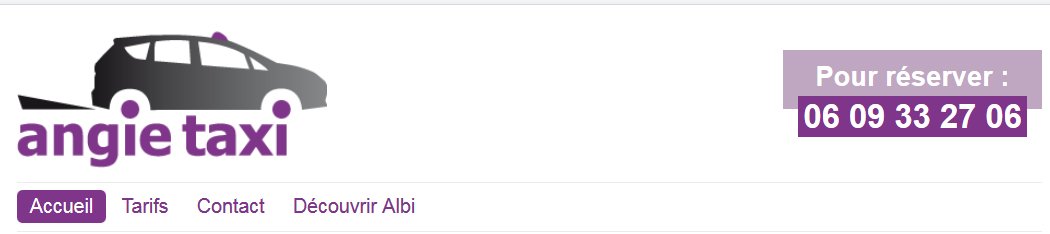 angie taxi
Pour réserver :
06 09 33 27 06
Accueil Tarifs Contact Découvrir Albi